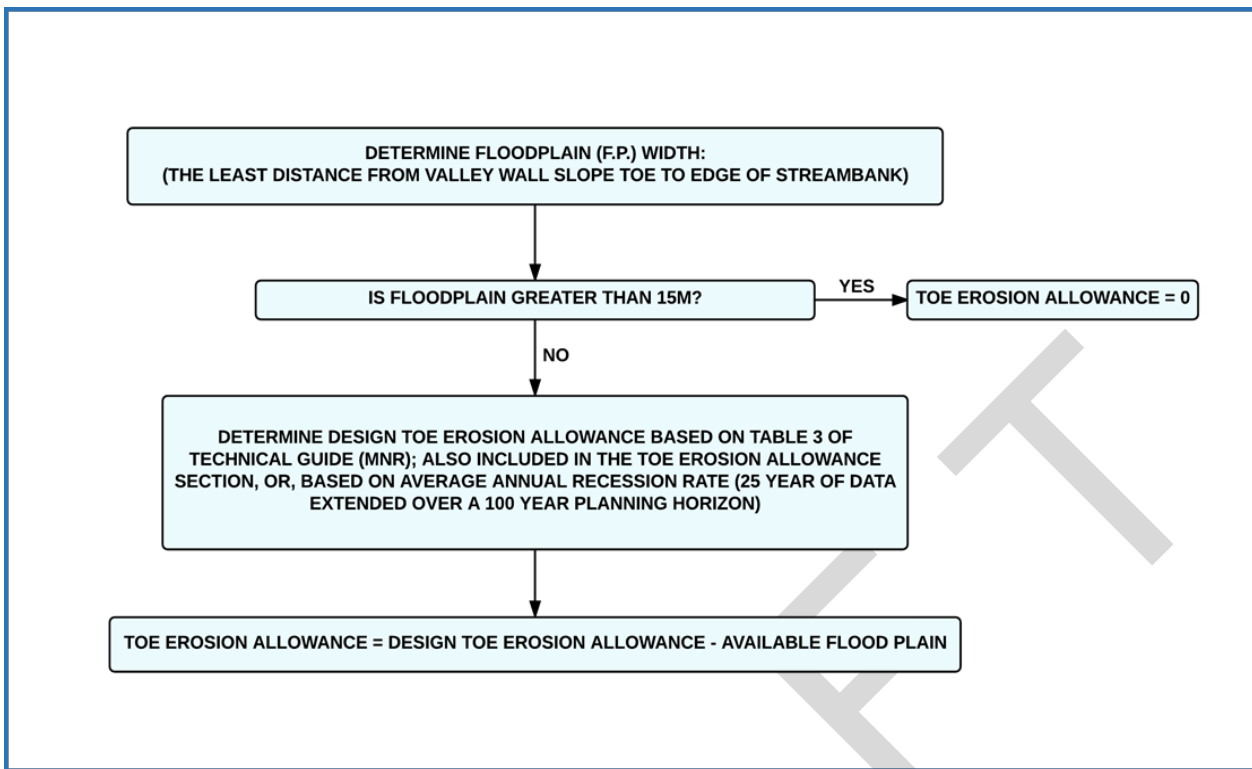 DETERMINE FLOODPLAIN (F.P.) WIDTH:
(THE LEAST DISTANCE FROM VALLEY WALL SLOPE TOE TO EDGE OF STREAMBANK)
IS FLOODPLAIN GREATER THAN 15M?
YES
TOE EROSION ALLOWANCE = 0
NO
DETERMINE DESIGN TOE EROSION ALLOWANCE BASED ON TABLE 3 OF
TECHNICAL GUIDE (MNR); ALSO INCLUDED IN THE TOE EROSION ALLOWANCE
SECTION, OR, BASED ON AVERAGE ANNUAL RECESSION RATE (25 YEAR OF DATA
EXTENDED OVER A 100 YEAR PLANNING HORIZON)
TOE EROSION ALLOWANCE = DESIGN TOE EROSION ALLOWANCE - AVAILABLE FLOOD PLAIN
FT